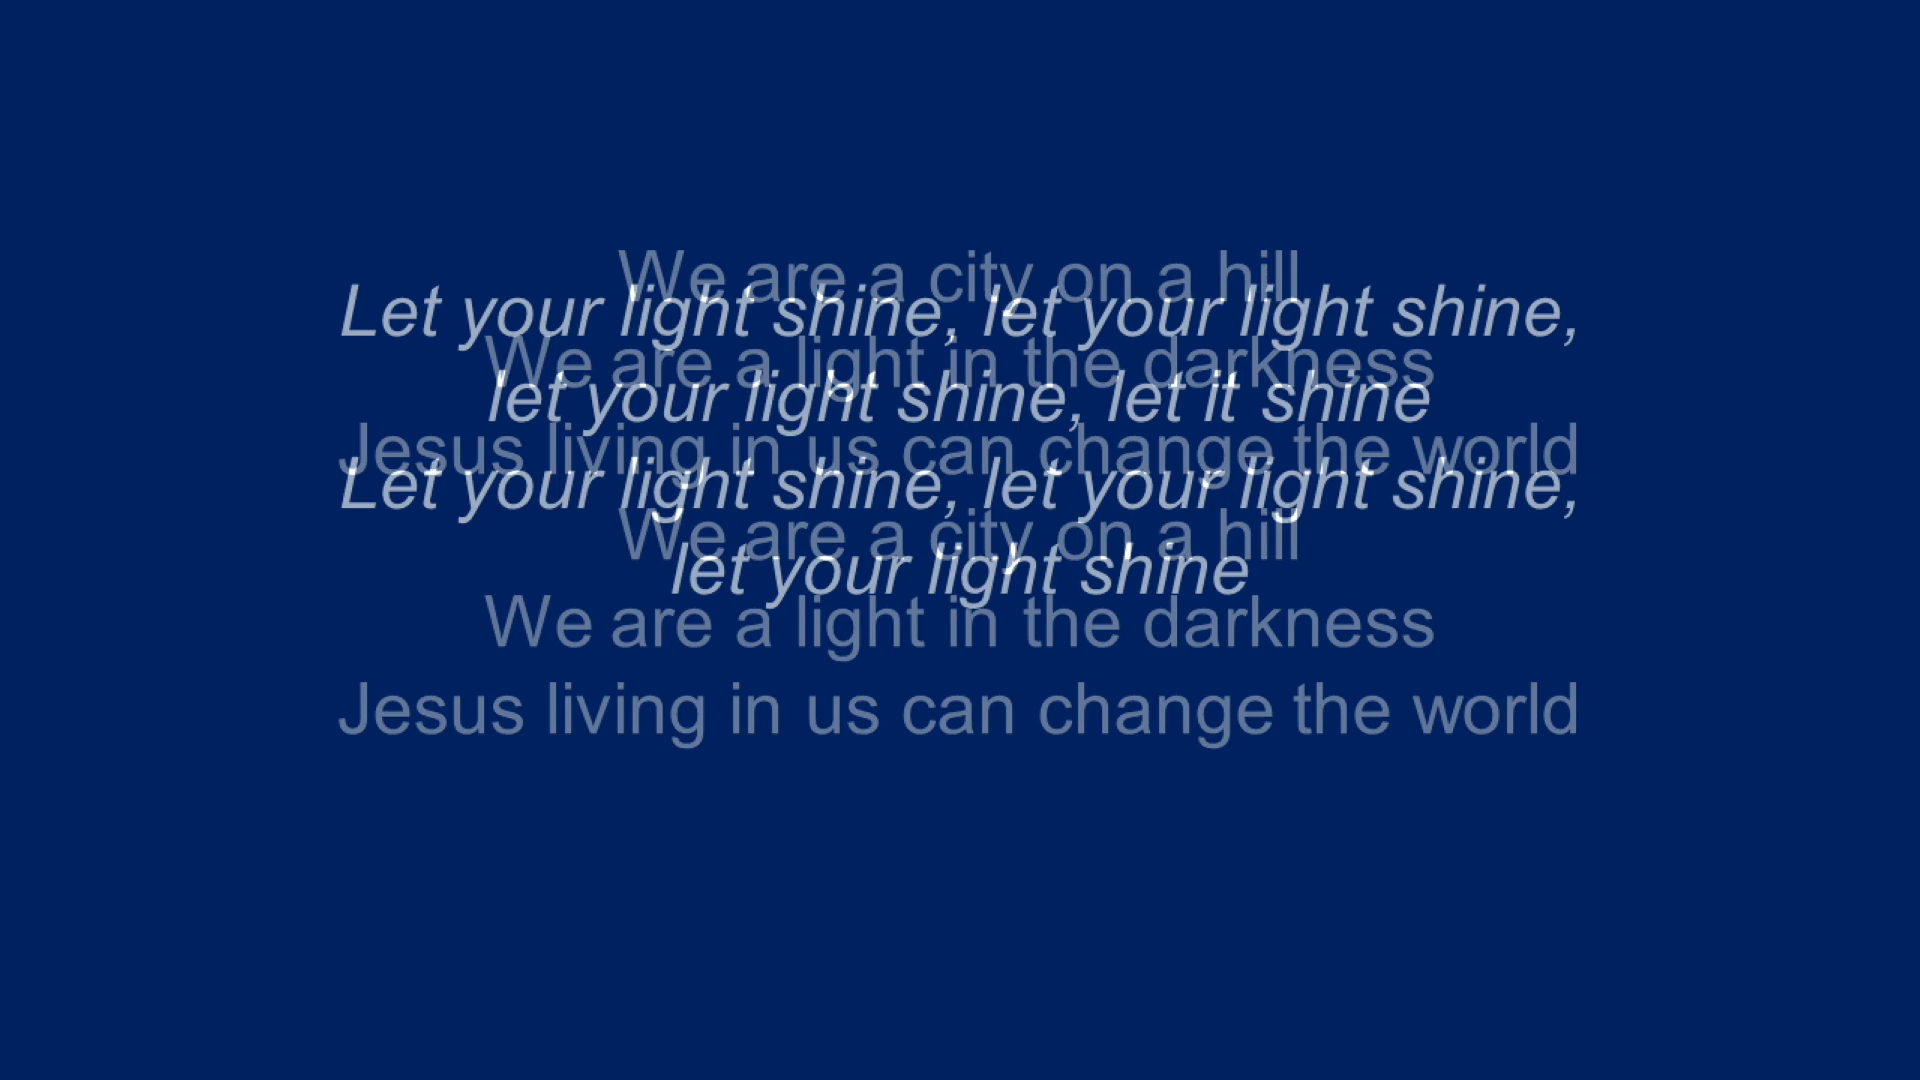 We are a city on a hill
Let your light shine, let your light shine,
We are a light in the darkness
let your light shine, let it shine
Jesus living in us can change the world
Let your light shine, let your light shine,
We are a city on a hill
let your light shine
We are a light in the darkness
Jesus living in us can change the world